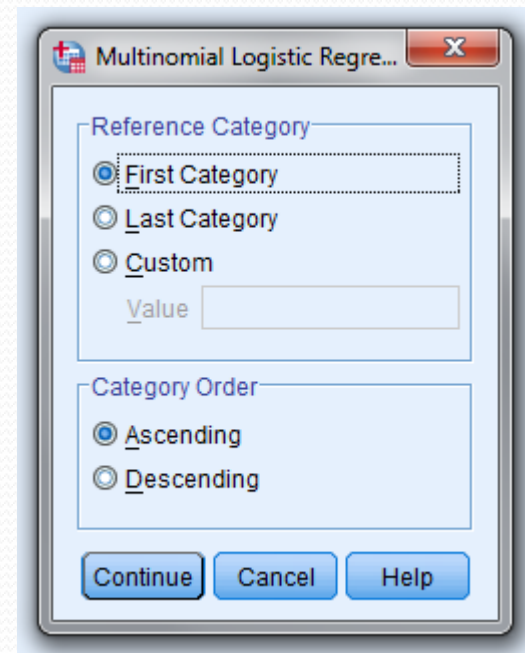 Multinomial Logistic Regre...
Reference Category
First Category
Last Category
Custom
Value
Category Order
Ascending
Descending
Continue Cancel Help